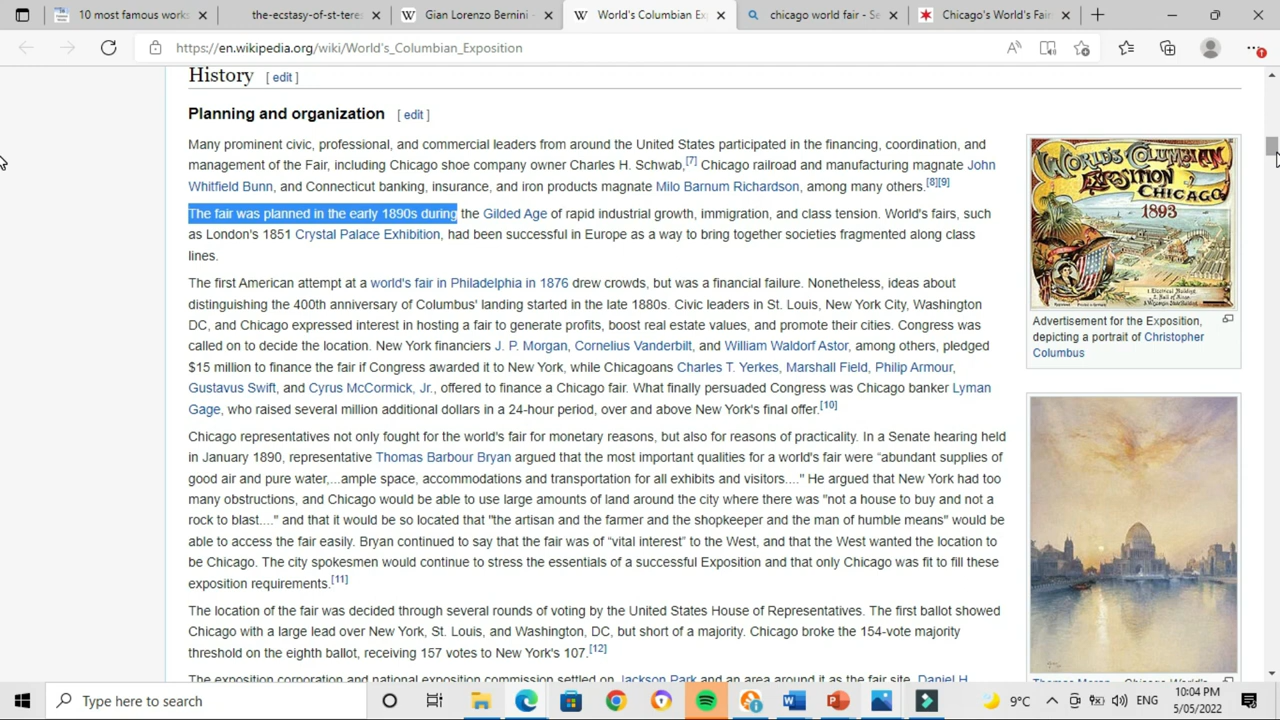 10 most famous works
the-ecstasy-of-st-teres
Gian Lorenzo Bernini -
World's Columbian Ex
chicago world fair - Se
Chicago's World's Fair
https://en.wikipedia.org/wiki/World's_Columbian_Exposition
History [ edit ]
Planning and organization [ edit ]
Many prominent civic, professional, and commercial leaders from around the United States participated in the financing, coordination, and
management of the Fair, including Chicago shoe company owner Charles H. Schwab,[7] Chicago railroad and manufacturing magnate John
Whitfield Bunn, and Connecticut banking, insurance, and iron products magnate Milo Barnum Richardson, among many others.[8][9]
The fair was planned in the early 1890s during the Gilded Age of rapid industrial growth, immigration, and class tension. World's fairs, such
as London's 1851 Crystal Palace Exhibition, had been successful in Europe as a way to bring together societies fragmented along class
lines.
The first American attempt at a world's fair in Philadelphia in 1876 drew crowds, but was a financial failure. Nonetheless, ideas about
distinguishing the 400th anniversary of Columbus' landing started in the late 1880s. Civic leaders in St. Louis, New York City, Washington
DC, and Chicago expressed interest in hosting a fair to generate profits, boost real estate values, and promote their cities. Congress was
called on to decide the location. New York financiers J. P. Morgan, Cornelius Vanderbilt, and William Waldorf Astor, among others, pledged
$15 million to finance the fair if Congress awarded it to New York, while Chicagoans Charles T. Yerkes, Marshall Field, Philip Armour,
Gustavus Swift, and Cyrus McCormick, Jr., offered to finance a Chicago fair. What finally persuaded Congress was Chicago banker Lyman
Gage, who raised several million additional dollars in a 24-hour period, over and above New York's final offer.[10]
Chicago representatives not only fought for the world's fair for monetary reasons, but also for reasons of practicality. In a Senate hearing held
in January 1890, representative Thomas Barbour Bryan argued that the most important qualities for a world's fair were “abundant supplies of
good air and pure water,...ample space, accommodations and transportation for all exhibits and visitors...." He argued that New York had too
many obstructions, and Chicago would be able to use large amounts of land around the city where there was "not a house to buy and not a
rock to blast...." and that it would be so located that "the artisan and the farmer and the shopkeeper and the man of humble means" would be
able to access the fair easily. Bryan continued to say that the fair was of “vital interest” to the West, and that the West wanted the location to
be Chicago. The city spokesmen would continue to stress the essentials of a successful Exposition and that only Chicago was fit to fill these
exposition requirements.[11]
The location of the fair was decided through several rounds of voting by the United States House of Representatives. The first ballot showed
Chicago with a large lead over New York, St. Louis, and Washington, DC, but short of a majority. Chicago broke the 154-vote majority
threshold on the eighth ballot, receiving 157 votes to New York's 107.[12]
The exposition corporation and national exposition commission settled on Jackson Park and an area around it as the fair site. Daniel H.
WORLD'S COLUMBIAN
EXPOSITION
CHICAGO
1893
Advertisement for the Exposition,
depicting a portrait of Christopher
Columbus
Type here to search
9°C
ENG
10:04 PM
5/05/2022